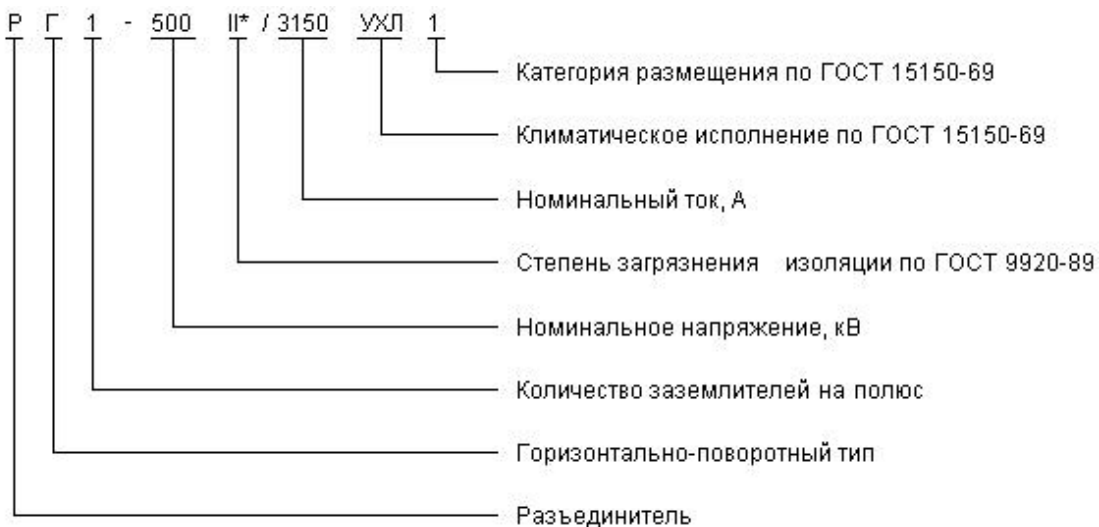 Р Г 1 - 500 II* / 3150 УХЛ 1
Категория размещения по ГОСТ 15150-69
Климатическое исполнение по ГОСТ 15150-69
Номинальный ток, А
Степень загрязнения изоляции по ГОСТ 9920-89
Номинальное напряжение, кВ
Количество заземлителей на полюс
Горизонтально-поворотный тип
Разъединитель